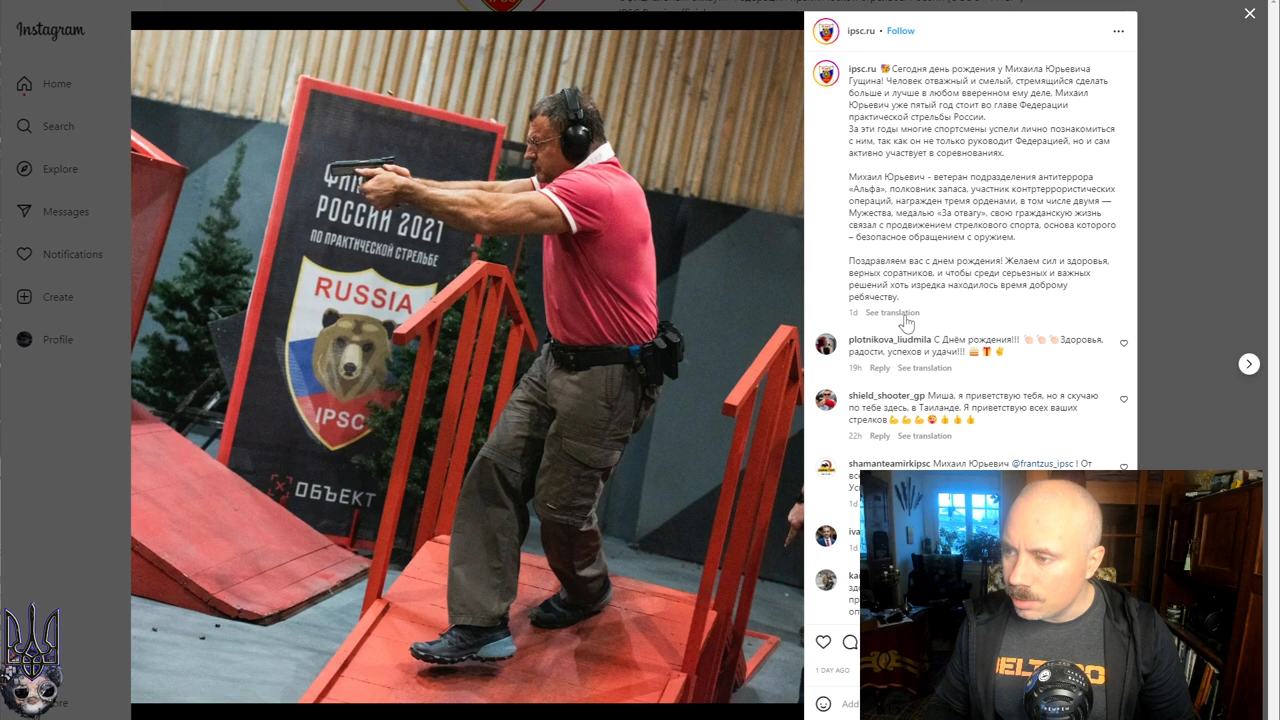 Instagram
Home
Search
Explore
Messages
Notifications
Create
Profile
РОССИИ 2021
ПО ПРАКТИЧЕСКОЙ СТРЕЛЬБЕ
RUSSIA
IPSC
ОБЪЕКТ
ipsc.ru • Follow
ipsc.ru 🥳Сегодня день рождения у Михаила Юрьевича
Гущина! Человек отважный и смелый, стремящийся сделать
больше и лучше в любом вверенном ему деле, Михаил
Юрьевич уже пятый год стоит во главе Федерации
практической стрельбы России.
За эти годы многие спортсмены успели лично познакомиться
с ним, так как он не только руководит Федерацией, но и сам
активно участвует в соревнованиях.
Михаил Юрьевич - ветеран подразделения антитеррора
«Альфа», полковник запаса, участник контртеррористических
операций, награжден тремя орденами, в том числе двумя —
Мужества, медалью «За отвагу», свою гражданскую жизнь
связал с продвижением стрелкового спорта, основа которого
– безопасное обращением с оружием.
Поздравляем вас с днем рождения! Желаем сил и здоровья,
верных соратников, и чтобы среди серьезных и важных
решений хоть изредка находилось время доброму
ребячеству.
1d See translation
plotnikova_liudmila С Днём рождения!!! 👏🏻👏🏻👏🏻Здоровья,
радости, успехов и удачи!!! 🎂🎁✌️
19h Reply See translation
shield_shooter_gp Миша, я приветствую тебя, но я скучаю
по тебе здесь, в Таиланде. Я приветствую всех ваших
стрелков💪💪💪🥰👍👍👍
22h Reply See translation
shamanteamirkipsc Михаил Юрьевич @frantzus_ipsc ! От
1d
iva
1d
ka
1 DAY AGO
Add